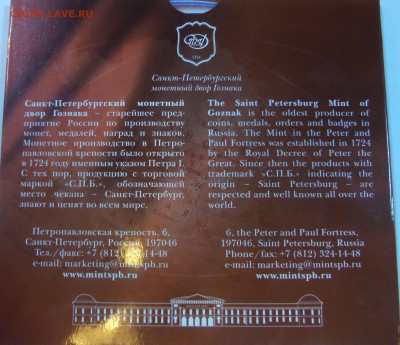 Санкт-Петербургский
монетный двор Гознака
Санкт-Петербургский монетный
двор Гознака – старейшее пред-
приятие России по производству
монет, медалей, наград и знаков.
Монетное производство в Петро-
павловской крепости было открыто
в 1724 году именным указом Петра I.
С тех пор, продукция с торговой
маркой «С.П.Б.», обозначающей
место чекана – Санкт-Петербург,
знают и ценят во всем мире.
The Saint Petersburg Mint of
Goznak is the oldest producer of
coins, medals, orders and badges in
Russia. The Mint in the Peter and
Paul Fortress was established in 1724
by the Royal Decree of Peter the
Great. Since then the products with
trademark «С.П.Б.» indicating the
origin – Saint Petersburg – are
respected and well known all over the
world.
Петропавловская крепость, 6,
Санкт-Петербург, Россия, 197046
Тел./факс: +7 (812)
e-mail: marketing@mintspb.ru
www.mintspb.ru
6, the Peter and Paul Fortress,
197046, Saint Petersburg, Russia
Phone/fax: +7 (812) 324-14-48
e-mail: marketing@mintspb.ru
www.mintspb.ru